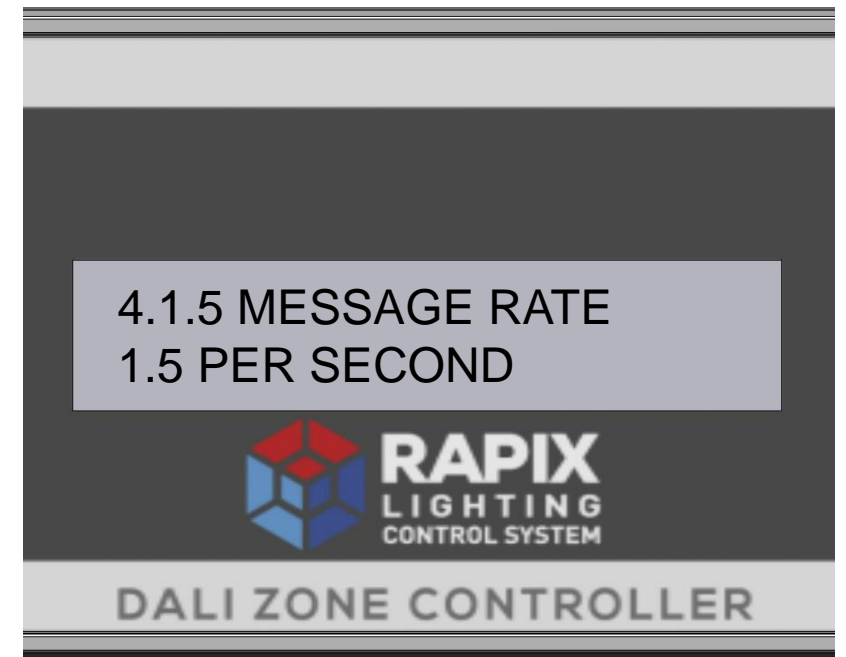 4.1.5 MESSAGE RATE
1.5 PER SECOND
RAPIX
LIGHTING
CONTROL SYSTEM
DALI ZONE CONTROLLER